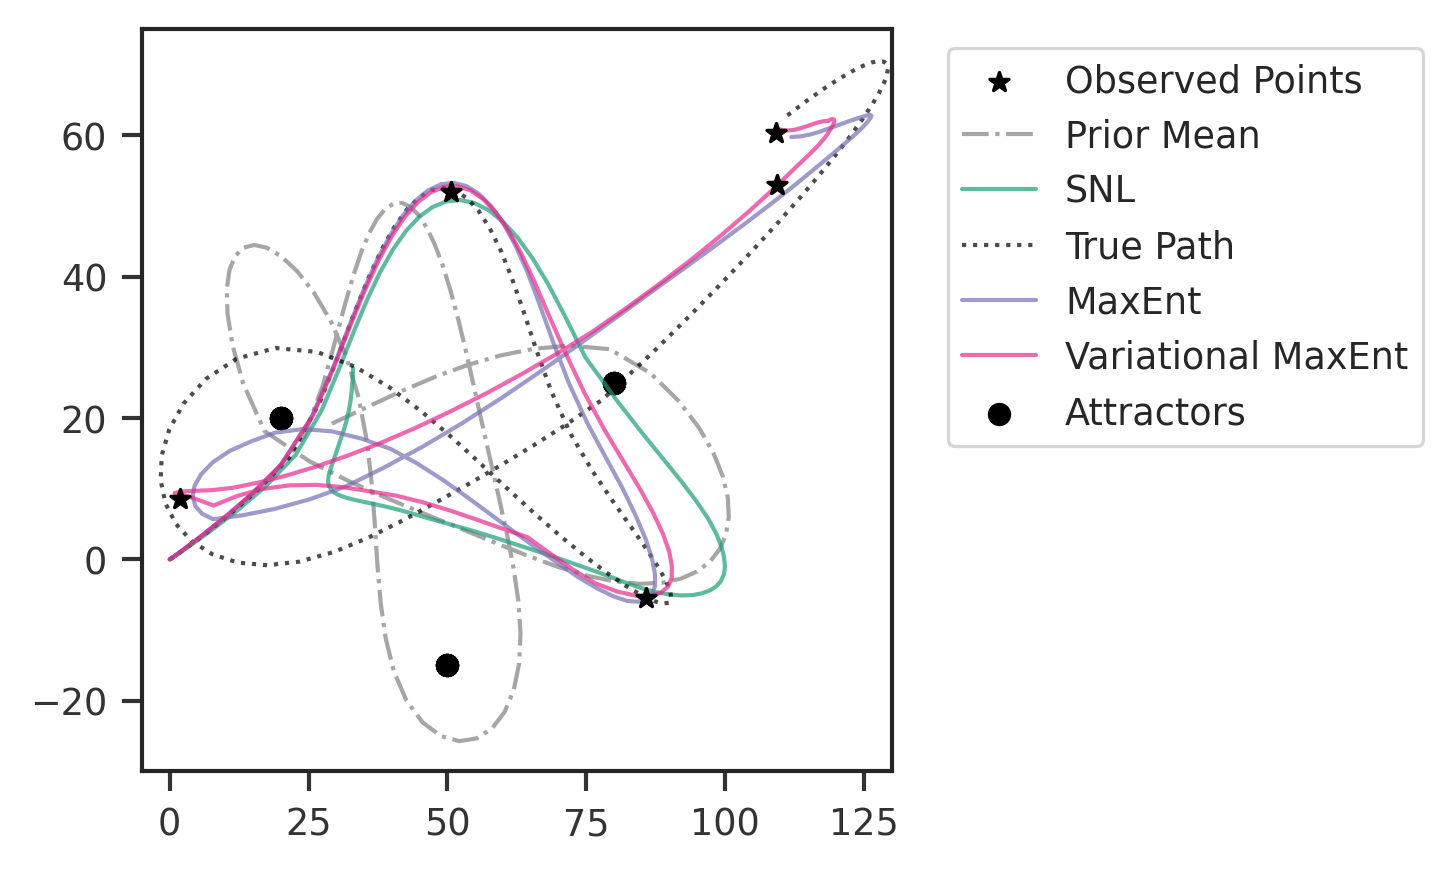 60
40
20
0
−20
0 25 50 75 100 125
Observed Points
Prior Mean
SNL
True Path
MaxEnt
Variational MaxEnt
Attractors